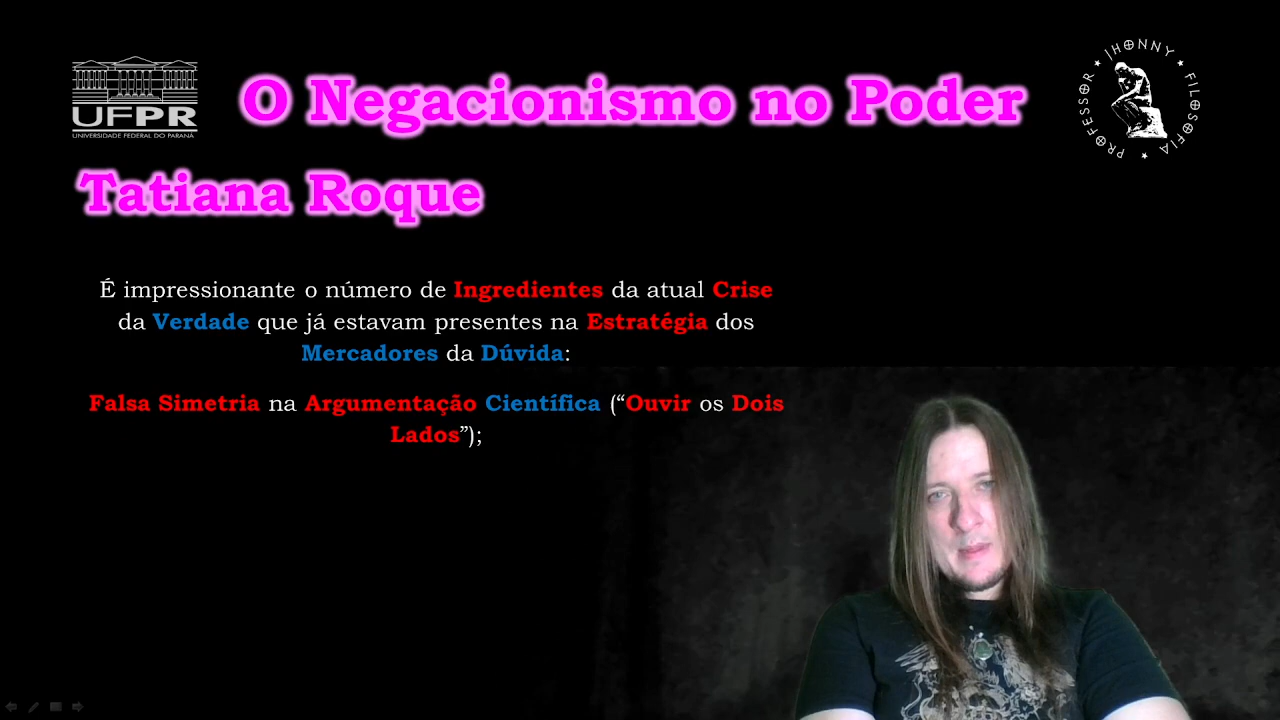 UFPR
UNIVERSIDADE FEDERAL DO PARANÁ
O Negacionismo no Poder
PROFESSOR ★ JHONNY ★ FILOSOFIA ★
Tatiana Roque
É impressionante o número de Ingredientes da atual Crise
da Verdade que já estavam presentes na Estratégia dos
Mercadores da Dúvida:
Falsa Simetria na Argumentação Científica (“Ouvir os Dois
Lados”);